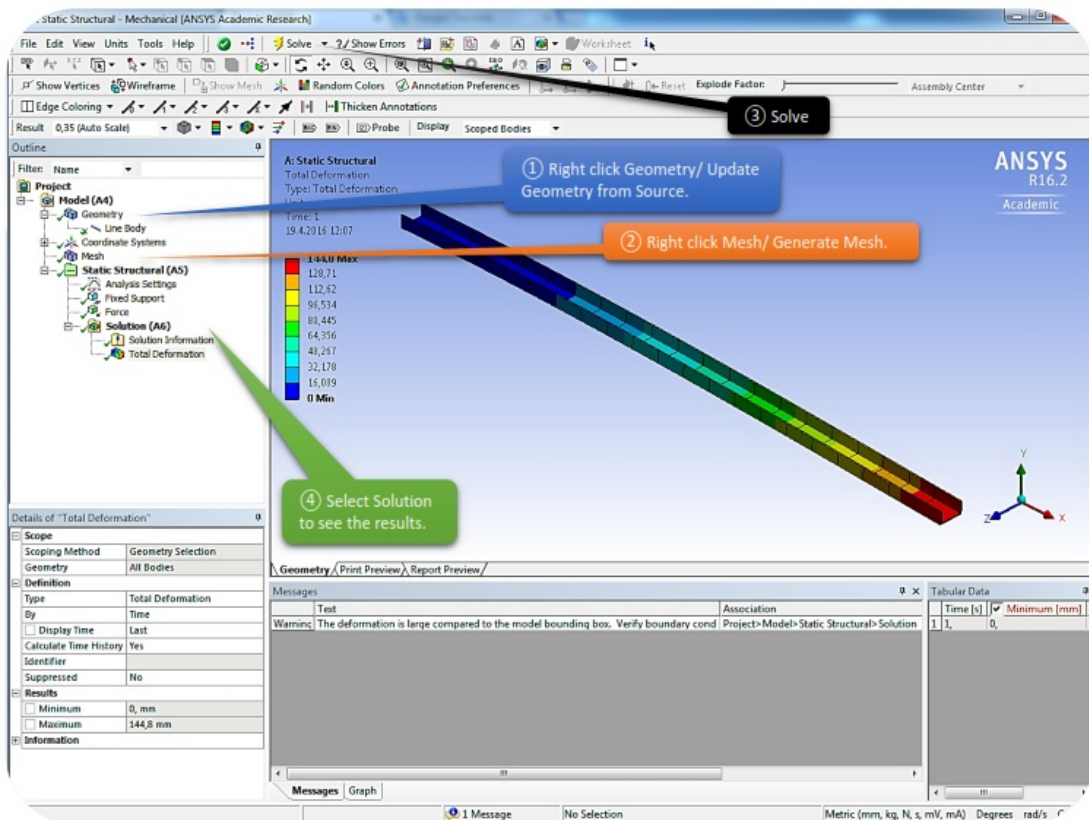 : Static Structural - Mechanical [ANSYS Academic Research]
File Edit View Units Tools Help Solve ?/ Show Errors Worksheet
Show Vertices Wireframe Show Mesh Random Colors Annotation Preferences Reset Explode Factor: Assembly Center
Edge Coloring Thicken Annotations
Result 0,35 (Auto Scale) Probe Display Scoped Bodies
③ Solve
Outline
Filter: Name
Project
Model (A4)
Geometry
Line Body
Coordinate Systems
Mesh
Static Structural (A5)
Analysis Settings
Fixed Support
Force
Solution (A6)
Solution Information
Total Deformation
A: Static Structural
Total Deformation
Type: Total Deformation
Time: 1
19.4.2016 12:07
① Right click Geometry/ Update
Geometry from Source.
② Right click Mesh/ Generate Mesh.
ANSYS
R16.2
Academic
144,8 Max
128,71
112,62
96,534
80,445
64,356
48,267
32,178
16,089
0 Min
④ Select Solution
to see the results.
Y
Z
X
Geometry Print Preview Report Preview
Details of "Total Deformation"
Scope
Scoping Method Geometry Selection
Geometry All Bodies
Definition
Type Total Deformation
By Time
Display Time Last
Calculate Time History Yes
Identifier
Suppressed No
Results
Minimum 0, mm
Maximum 144,8 mm
Information
Messages
Text Association
Warning The deformation is large compared to the model bounding box. Verify boundary cond Project>Model>Static Structural>Solution
Messages Graph
Tabular Data
Time [s] Minimum [mm]
1 1, 0,
1 Message No Selection Metric (mm, kg, N, s, mV, mA) Degrees rad/s